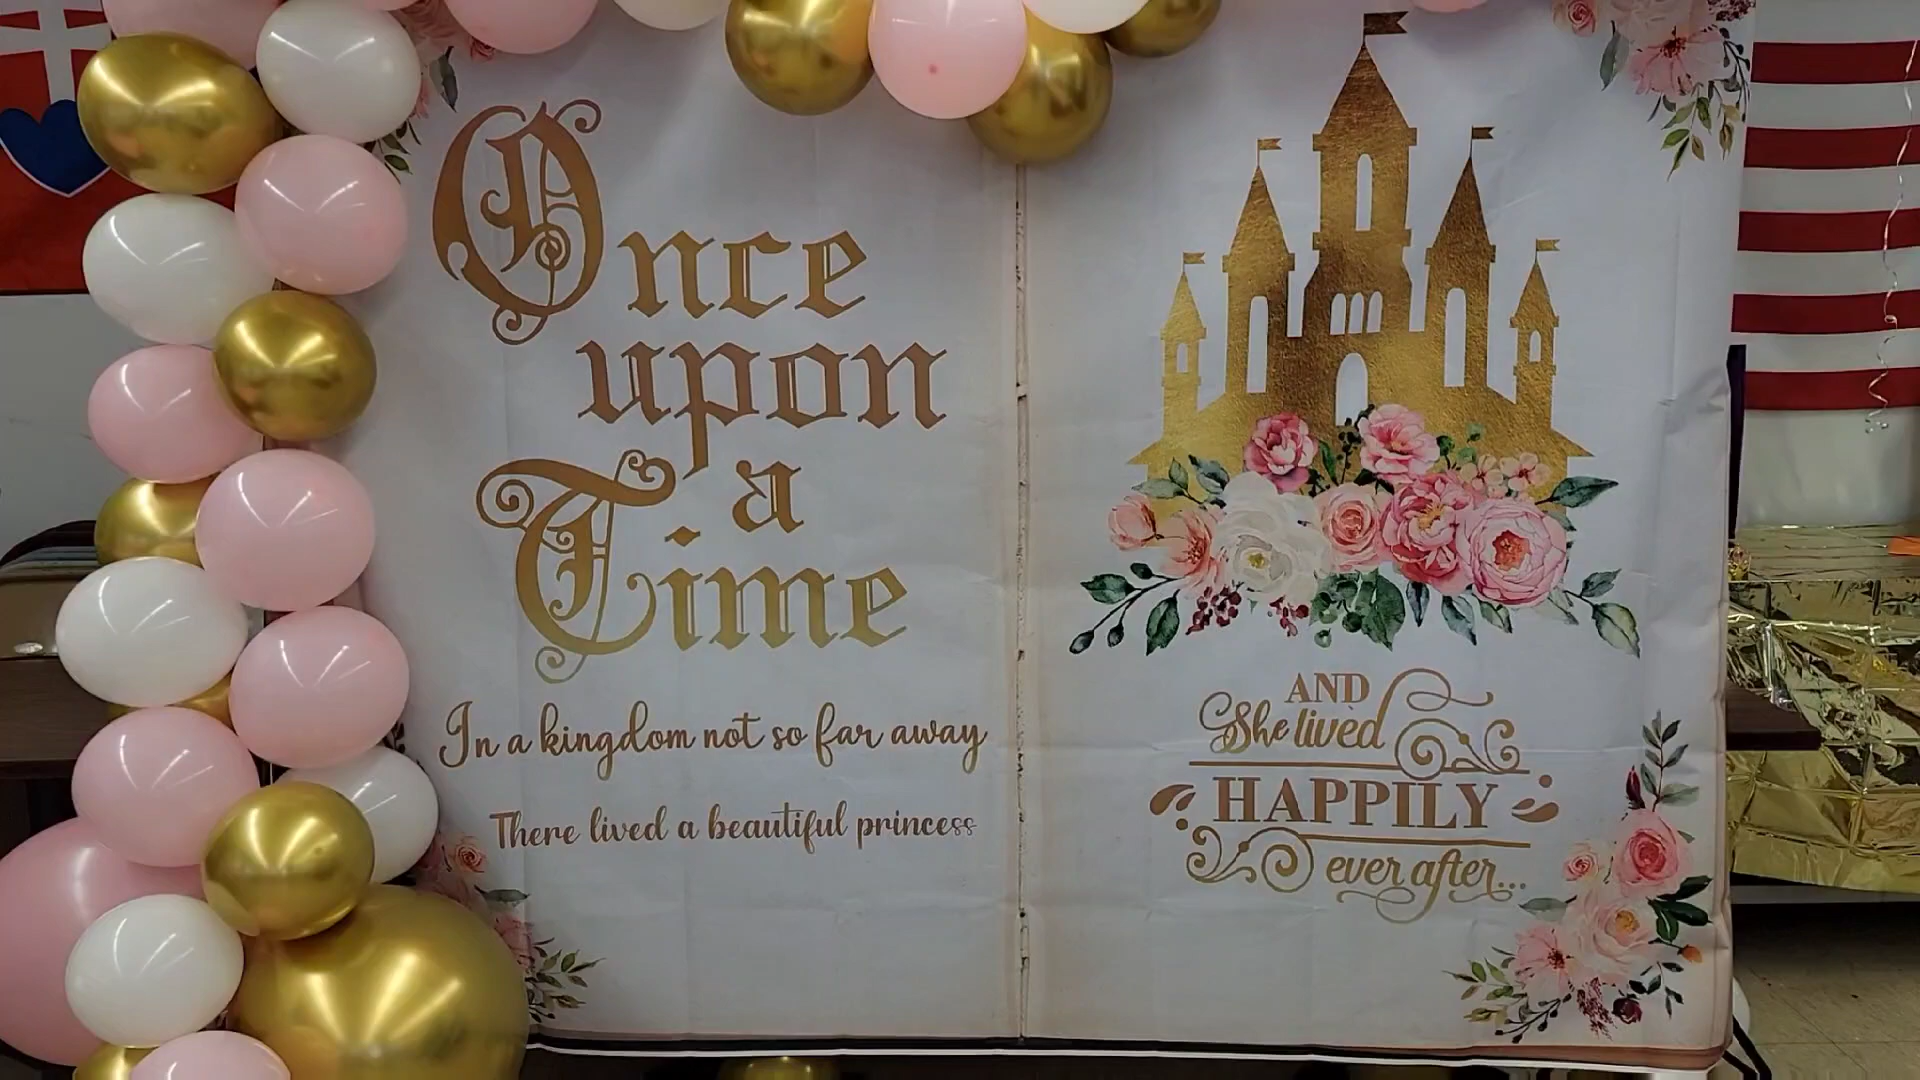 Once
upon
a
Time
In a kingdom not so far away
There lived a beautiful princess
AND
She lived
HAPPILY
ever after...